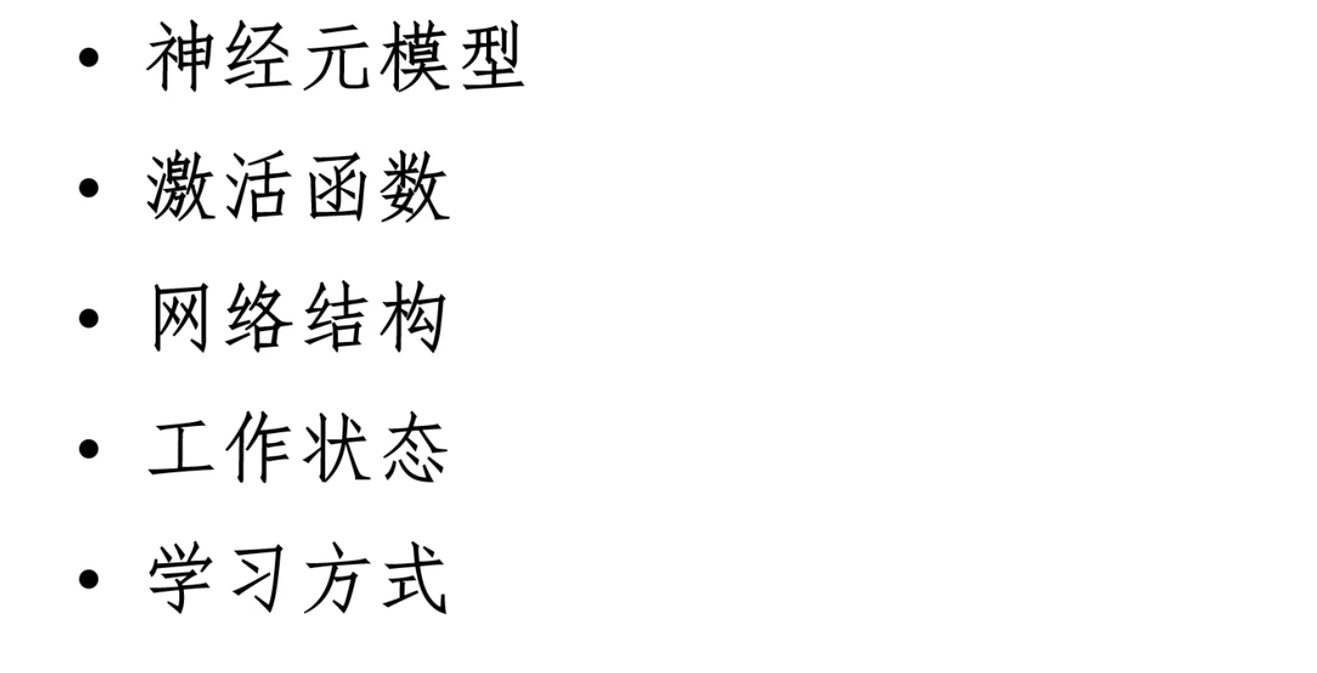 • 神经元模型
• 激活函数
• 网络结构
• 工作状态
• 学习方式